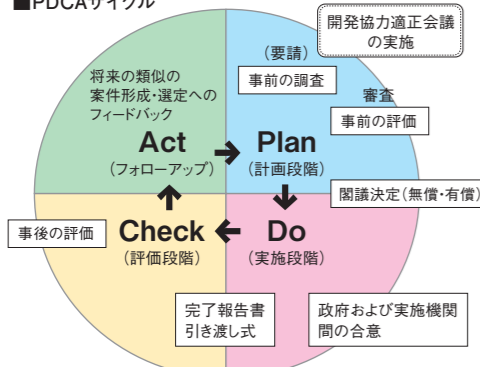 ■PDCAサイクル
開発協力適正会議
の実施
（要請）
事前の調査
審査
事前の評価
将来の類似の
案件形成・選定への
フィードバック
Act
（フォローアップ）
Plan
（計画段階）
閣議決定（無償・有償）
事後の評価
Check
（評価段階）
Do
（実施段階）
完了報告書
引き渡し式
政府および実施機関
間の合意